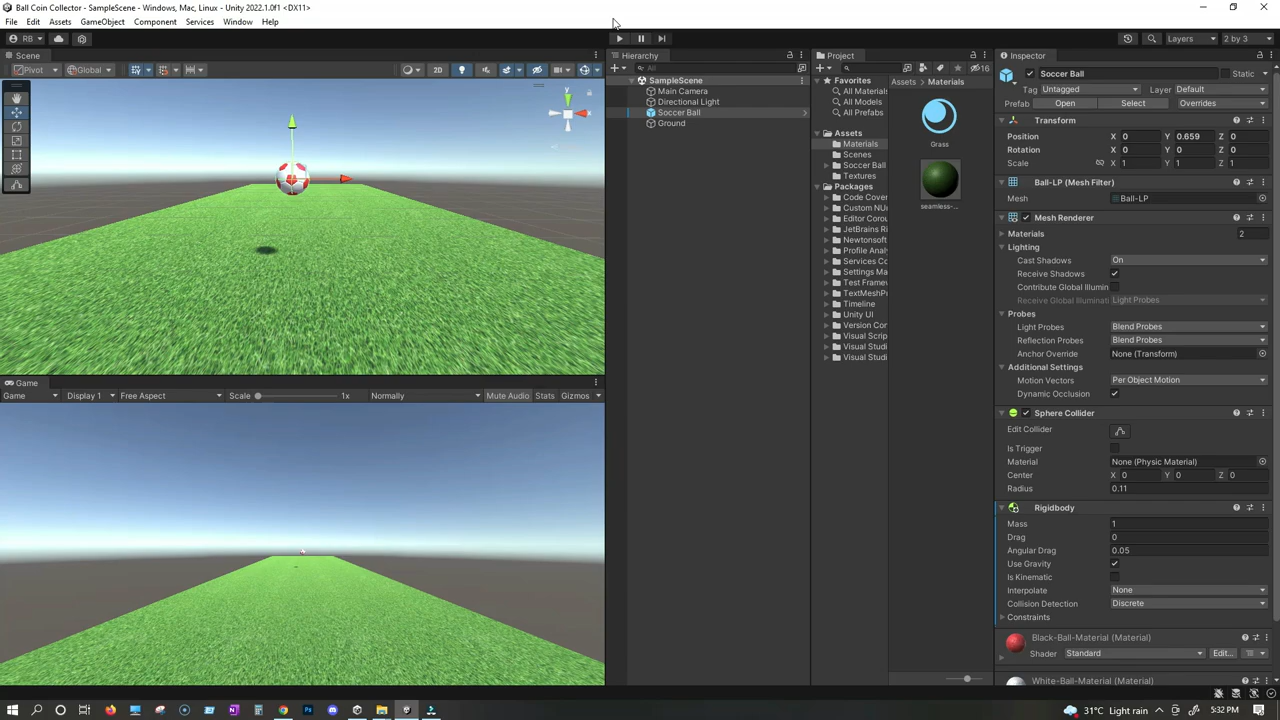 Ball Coin Collector - SampleScene - Windows, Mac, Linux - Unity 2022.1.0f1 <DX11>
File Edit Assets GameObject Component Services Window Help
RB
Layers
2 by 3
Scene
Pivot
Global
2D
Game
Game
Display 1
Free Aspect
Scale
1x
Normally
Mute Audio
Stats
Gizmos
Hierarchy
All
SampleScene
Main Camera
Directional Light
Soccer Ball
Ground
Project
16
Favorites
All Materials
All Models
All Prefabs
Assets
Materials
Scenes
Soccer Ball
Textures
Packages
Code Cover
Custom NU
Editor Corou
JetBrains Ri
Newtonsoft
Profile Analy
Services Co
Settings Ma
Test Framew
TextMeshPr
Timeline
Unity UI
Version Cor
Visual Scrip
Visual Studi
Visual Studi
Assets
Materials
Grass
seamless-...
Inspector
Soccer Ball
Static
Tag Untagged Layer Default
Prefab Open Select Overrides
Transform
Position X 0 Y 0.659 Z 0
Rotation X 0 Y 0 Z 0
Scale X 1 Y 1 Z 1
Ball-LP (Mesh Filter)
Mesh Ball-LP
Mesh Renderer
Materials 2
Lighting
Cast Shadows On
Receive Shadows
Contribute Global Illumin
Receive Global Illuminati Light Probes
Probes
Light Probes Blend Probes
Reflection Probes Blend Probes
Anchor Override None (Transform)
Additional Settings
Motion Vectors Per Object Motion
Dynamic Occlusion
Sphere Collider
Edit Collider
Is Trigger
Material None (Physic Material)
Center X 0 Y 0 Z 0
Radius 0.11
Rigidbody
Mass 1
Drag 0
Angular Drag 0.05
Use Gravity
Is Kinematic
Interpolate None
Collision Detection Discrete
Constraints
Black-Ball-Material (Material)
Shader Standard Edit...
White-Ball-Material (Material)
31°C Light rain
5:32 PM